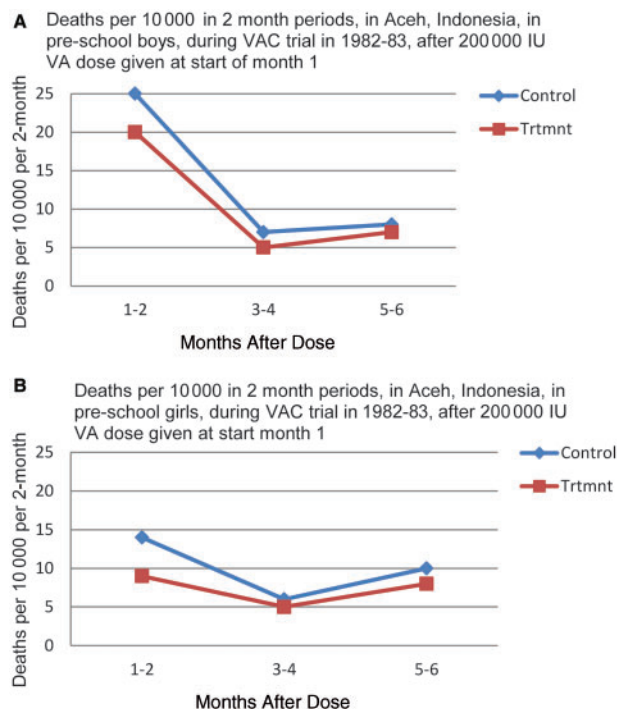 A Deaths per 10 000 in 2 month periods, in Aceh, Indonesia, in
pre-school boys, during VAC trial in 1982-83, after 200 000 IU
VA dose given at start of month 1
Control
Trtmnt
Deaths per 10 000 per 2-month
25
20
15
10
5
0
1-2 3-4 5-6
Months After Dose
B Deaths per 10 000 in 2 month periods, in Aceh, Indonesia, in
pre-school girls, during VAC trial in 1982-83, after 200 000 IU
VA dose given at start month 1
Control
Trtmnt
Deaths per 10 000 per 2-month
25
20
15
10
5
0
1-2 3-4 5-6
Months After Dose